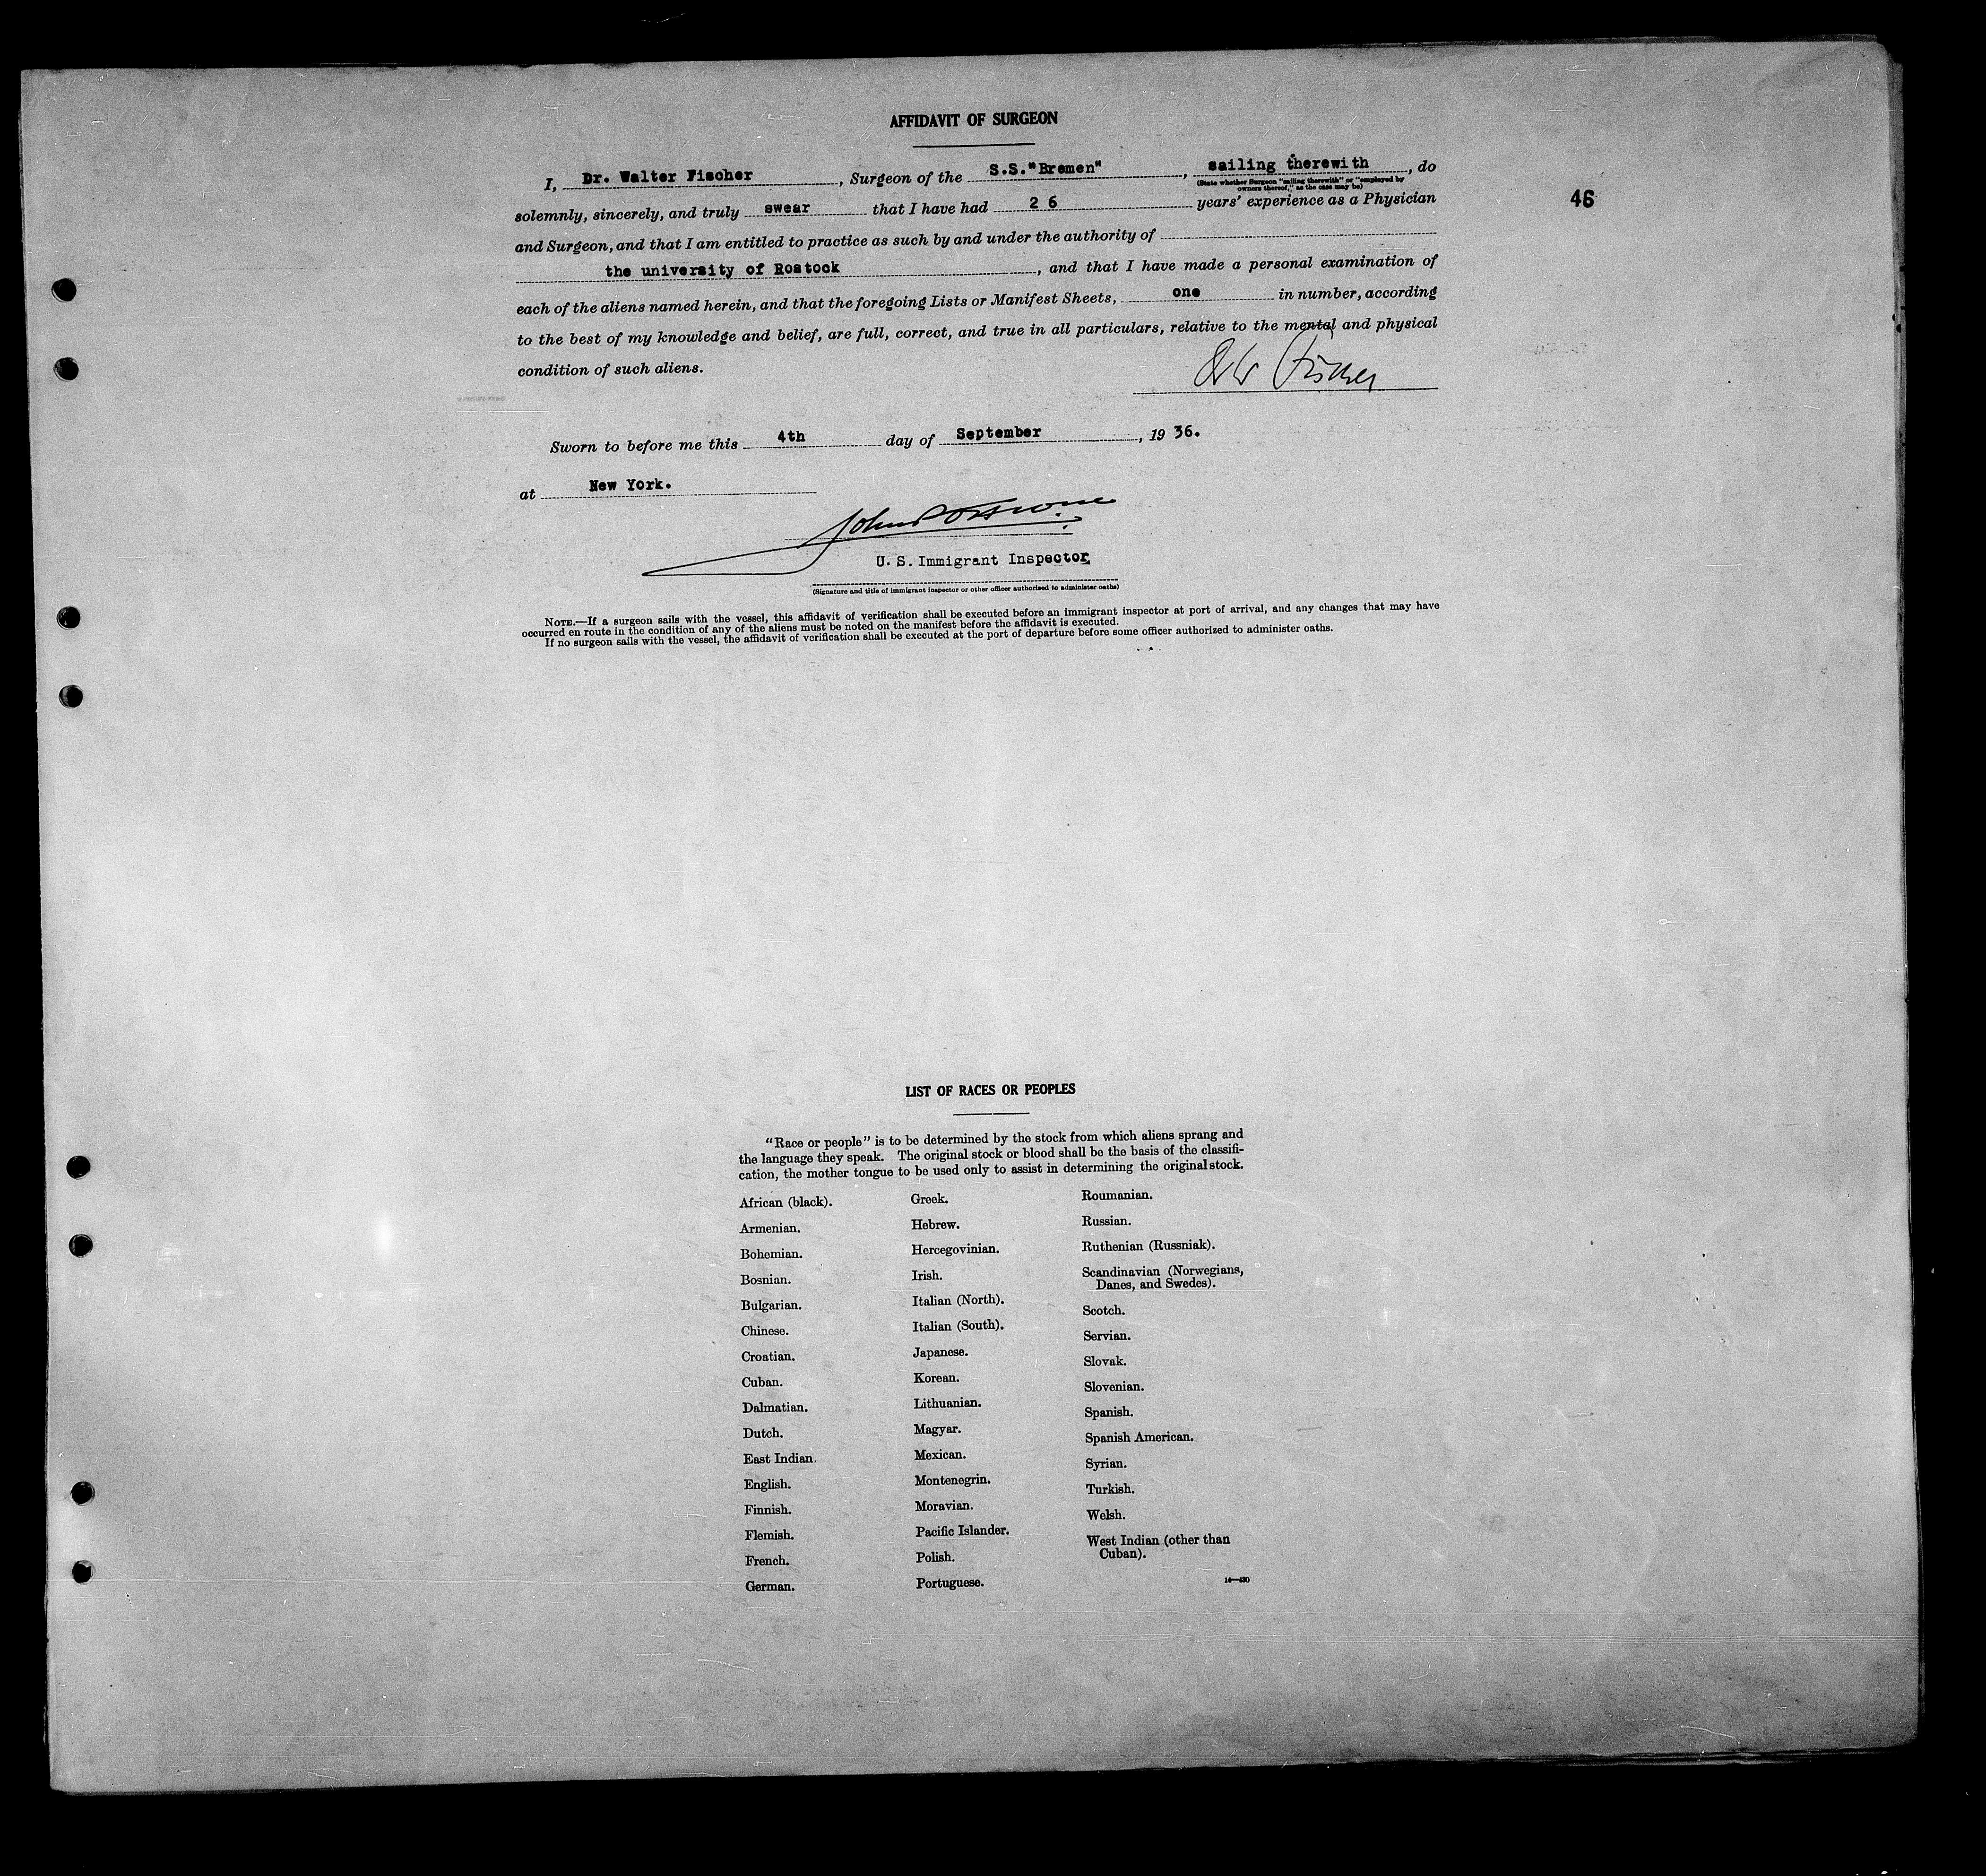 AFFIDAVIT OF SURGEON
I, Dr. Walter Fischer, Surgeon of the S.S."Bremen", sailing therewith, do
(State whether Surgeon "sailing therewith" or "employed by
owners thereof," as the case may be)
solemnly, sincerely, and truly swear that I have had 2 6 years' experience as a Physician
46
and Surgeon, and that I am entitled to practice as such by and under the authority of
the university of Rostock, and that I have made a personal examination of
each of the aliens named herein, and that the foregoing Lists or Manifest Sheets, one in number, according
to the best of my knowledge and belief, are full, correct, and true in all particulars, relative to the mental and physical
condition of such aliens.
Fischer
Sworn to before me this 4th day of September, 19 36.
at New York.
U. S. Immigrant Inspector
(Signature and title of immigrant inspector or other officer authorized to administer oaths)
NOTE.—If a surgeon sails with the vessel, this affidavit of verification shall be executed before an immigrant inspector at port of arrival, and any changes that may have
occurred en route in the condition of any of the aliens must be noted on the manifest before the affidavit is executed.
If no surgeon sails with the vessel, the affidavit of verification shall be executed at the port of departure before some officer authorized to administer oaths.
LIST OF RACES OR PEOPLES
"Race or people" is to be determined by the stock from which aliens sprang and
the language they speak. The original stock or blood shall be the basis of the classifi-
cation, the mother tongue to be used only to assist in determining the original stock.
African (black).
Armenian.
Bohemian.
Bosnian.
Bulgarian.
Chinese.
Croatian.
Cuban.
Dalmatian.
Dutch.
East Indian.
English.
Finnish.
Flemish.
French.
German.
Greek.
Hebrew.
Hercegovinian.
Irish.
Italian (North).
Italian (South).
Japanese.
Korean.
Lithuanian.
Magyar.
Mexican.
Montenegrin.
Moravian.
Pacific Islander.
Polish.
Portuguese.
Roumanian.
Russian.
Ruthenian (Russniak).
Scandinavian (Norwegians,
Danes, and Swedes).
Scotch.
Servian.
Slovak.
Slovenian.
Spanish.
Spanish American.
Syrian.
Turkish.
Welsh.
West Indian (other than
Cuban).